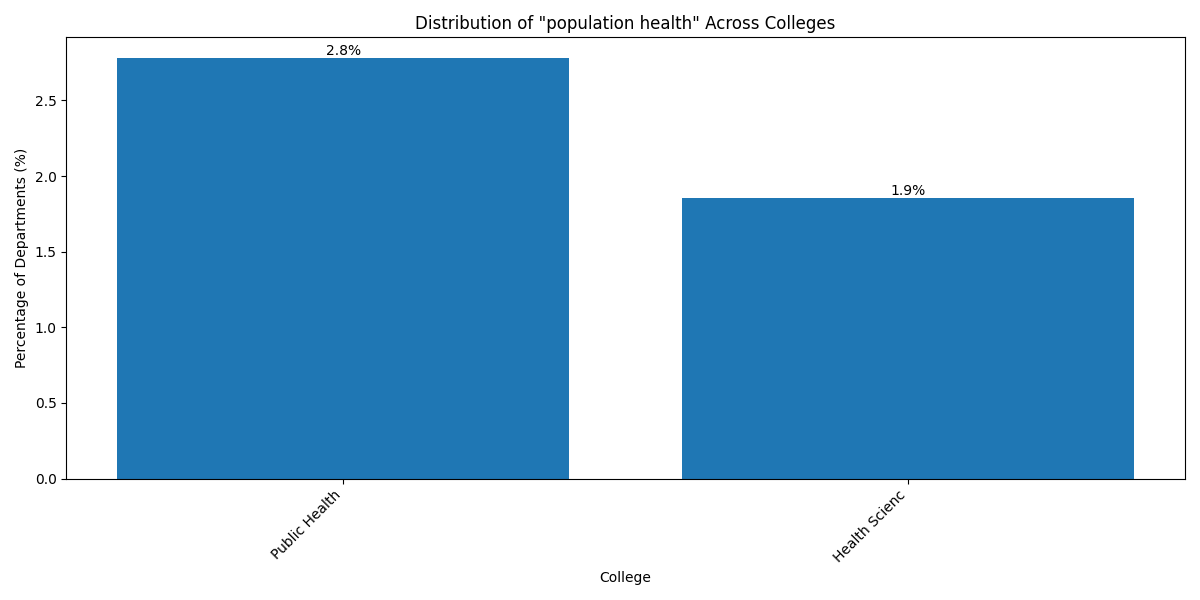 Distribution of "population health" Across Colleges
2.8%
1.9%
Percentage of Departments (%)
2.5
2.0
1.5
1.0
0.5
0.0
Public Health
Health Scienc
College